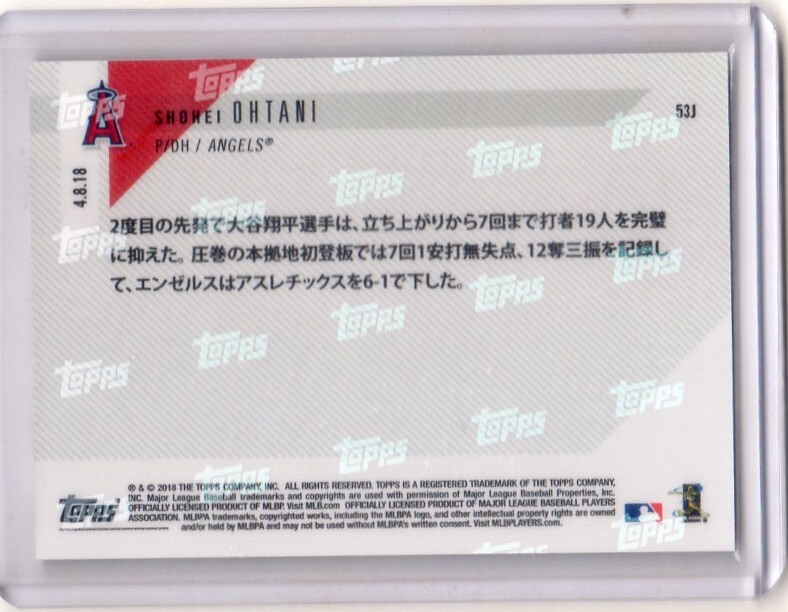 SHOHEI OHTANI
53J
P/DH / ANGELS®
4.8.18
2度目の先発で大谷翔平選手は、立ち上がりから7回まで打者19人を完璧
に抑えた。圧巻の本拠地初登板では7回1安打無失点、12奪三振を記録し
て、エンゼルスはアスレチックスを6-1で下した。
® & © 2018 THE TOPPS COMPANY, INC. ALL RIGHTS RESERVED. TOPPS IS A REGISTERED TRADEMARK OF THE TOPPS COMPANY,
INC. Major League Baseball trademarks and copyrights are used with permission of Major League Baseball Properties, Inc.
OFFICIALLY LICENSED PRODUCT OF MLBP. Visit MLB.com OFFICIALLY LICENSED PRODUCT OF MAJOR LEAGUE BASEBALL PLAYERS
ASSOCIATION. MLBPA trademarks, copyrighted works, including the MLBPA logo, and other intellectual property rights are owned
and/or held by MLBPA and may not be used without MLBPA's written consent. Visit MLBPLAYERS.com.
TOPPS